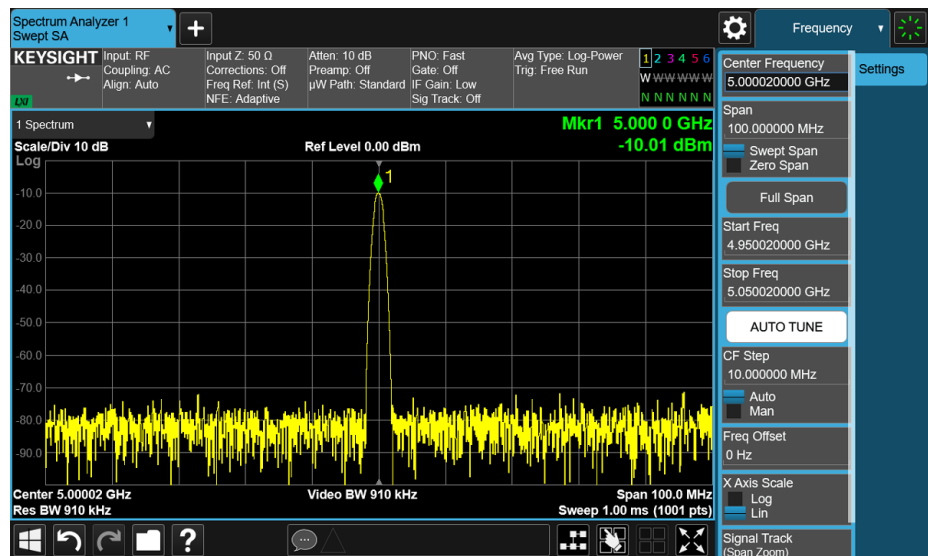 Spectrum Analyzer 1
Swept SA
+
Frequency
KEYSIGHT
LXI
Input: RF
Coupling: AC
Align: Auto
Input Z: 50 Ω
Corrections: Off
Freq Ref: Int (S)
NFE: Adaptive
Atten: 10 dB
Preamp: Off
µW Path: Standard
PNO: Fast
Gate: Off
IF Gain: Low
Sig Track: Off
Avg Type: Log-Power
Trig: Free Run
1 2 3 4 5 6
W W W W W W
N N N N N N
1 Spectrum
Mkr1 5.000 0 GHz
Scale/Div 10 dB
Ref Level 0.00 dBm
-10.01 dBm
Log
1
-10.0
-20.0
-30.0
-40.0
-50.0
-60.0
-70.0
-80.0
-90.0
Center 5.00002 GHz
Video BW 910 kHz
Span 100.0 MHz
Res BW 910 kHz
Sweep 1.00 ms (1001 pts)
?
Center Frequency
5.000020000 GHz
Span
100.000000 MHz
Swept Span
Zero Span
Full Span
Start Freq
4.950020000 GHz
Stop Freq
5.050020000 GHz
AUTO TUNE
CF Step
10.000000 MHz
Auto
Man
Freq Offset
0 Hz
X Axis Scale
Log
Lin
Signal Track
(Span Zoom)
Settings